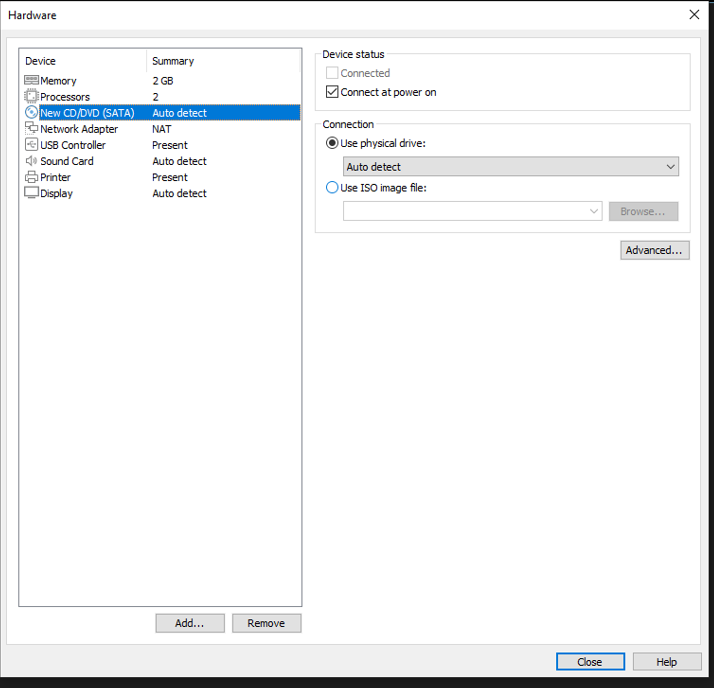 Hardware
Device Summary
Memory 2 GB
Processors 2
New CD/DVD (SATA) Auto detect
Network Adapter NAT
USB Controller Present
Sound Card Auto detect
Printer Present
Display Auto detect
Add... Remove
Device status
Connected
Connect at power on
Connection
Use physical drive:
Auto detect
Use ISO image file:
Browse...
Advanced...
Close Help